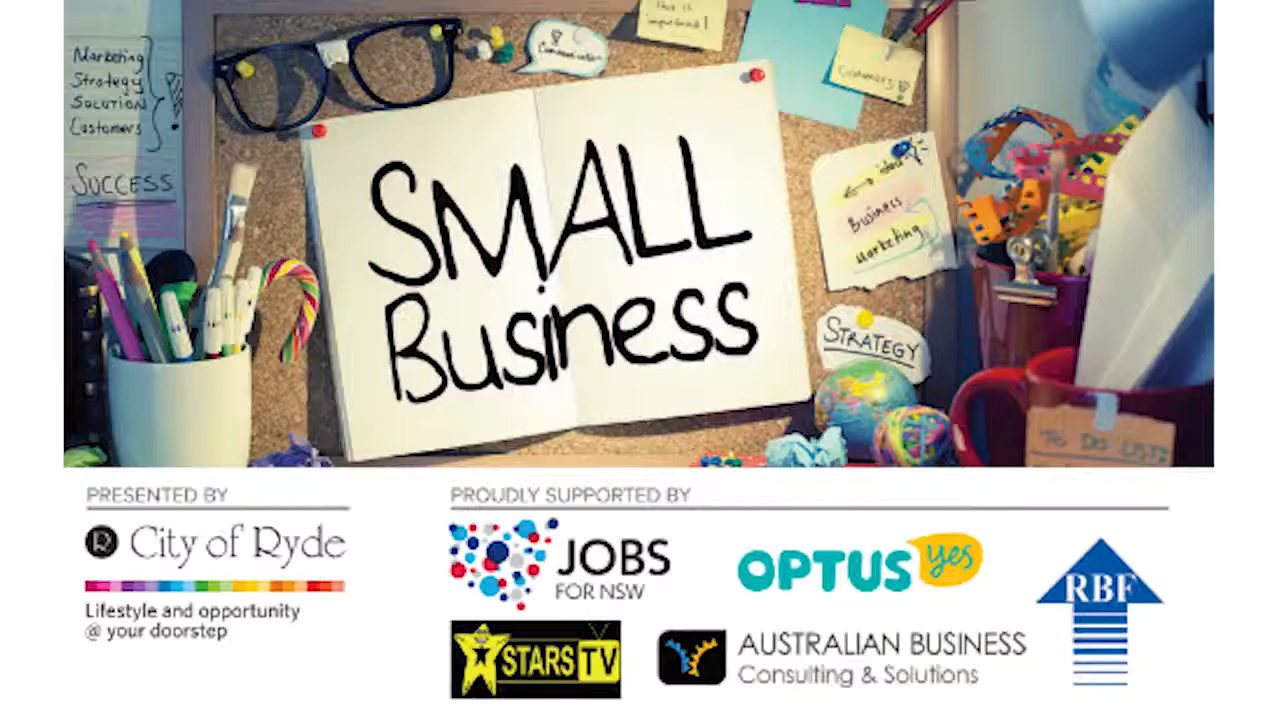 Marketing
Strategy
Solution
Customers
SUCCESS
Communication
This is
important!
Customers
idea
Business
Marketing
SMALL
Business
STRATEGY
TO DO LIST
PRESENTED BY
R City of Ryde
Lifestyle and opportunity
@ your doorstep
PROUDLY SUPPORTED BY
JOBS
FOR NSW
OPTUS yes
RBF
STARS TV
AUSTRALIAN BUSINESS
Consulting & Solutions